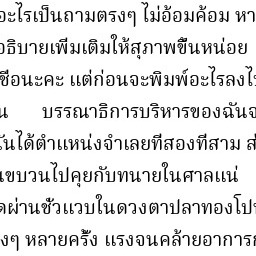 อะไรเป็นถามตรงๆ ไม่อ้อมค้อม หา
อธิบายเพิ่มเติมให้สุภาพขึ้นหน่อย
ชื่อนะคะ แต่ก่อนจะพิมพ์อะไรลงไป
น บรรณาธิการบริหารของฉันจ
ันได้ตำแหน่งจำเลยที่สองที่สาม ส่
นขบวนไปคุยกับทนายในศาลแน่
ดผ่านชั่วแวบในดวงตาปลาทองโป
งๆ หลายครั้ง แรงจนคล้ายอาการก